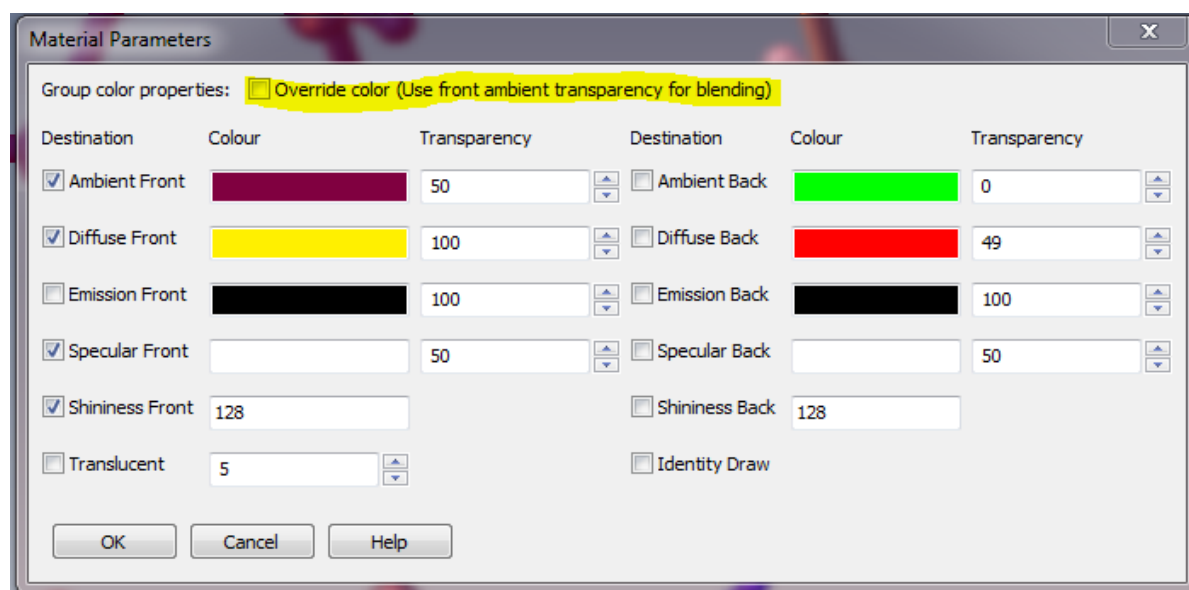 Material Parameters
x
Group color properties: Override color (Use front ambient transparency for blending)
Destination Colour Transparency Destination Colour Transparency
Ambient Front 50 Ambient Back 0
Diffuse Front 100 Diffuse Back 49
Emission Front 100 Emission Back 100
Specular Front 50 Specular Back 50
Shininess Front 128 Shininess Back 128
Translucent 5 Identity Draw
OK Cancel Help